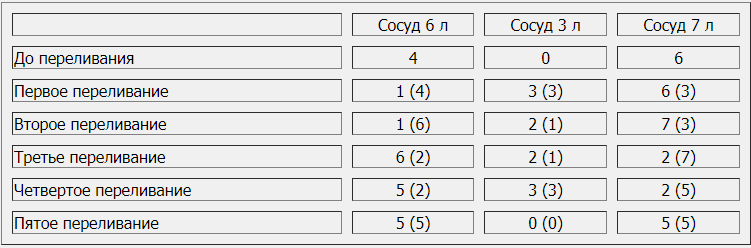 Сосуд 6 л Сосуд 3 л Сосуд 7 л
До переливания 4 0 6
Первое переливание 1 (4) 3 (3) 6 (3)
Второе переливание 1 (6) 2 (1) 7 (3)
Третье переливание 6 (2) 2 (1) 2 (7)
Четвертое переливание 5 (2) 3 (3) 2 (5)
Пятое переливание 5 (5) 0 (0) 5 (5)